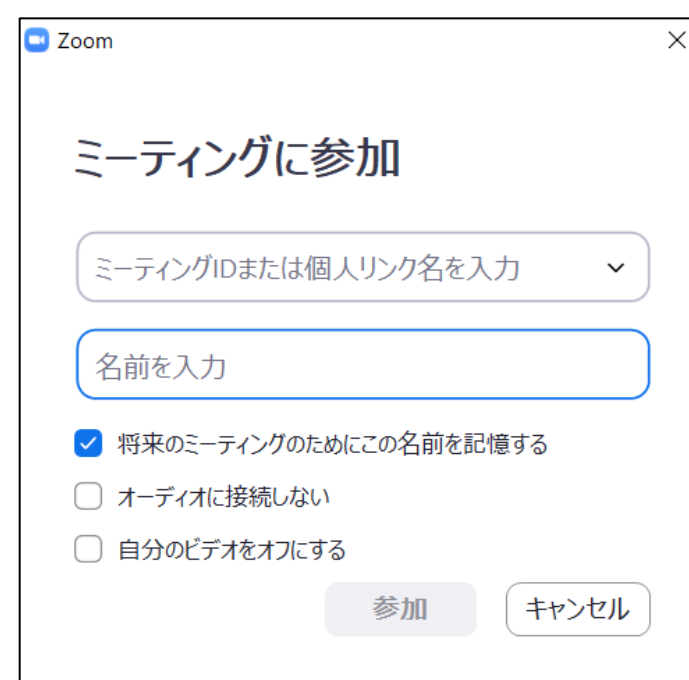 Zoom
ミーティングに参加
ミーティングIDまたは個人リンク名を入力
名前を入力
将来のミーティングのためにこの名前を記憶する
オーディオに接続しない
自分のビデオをオフにする
参加
キャンセル